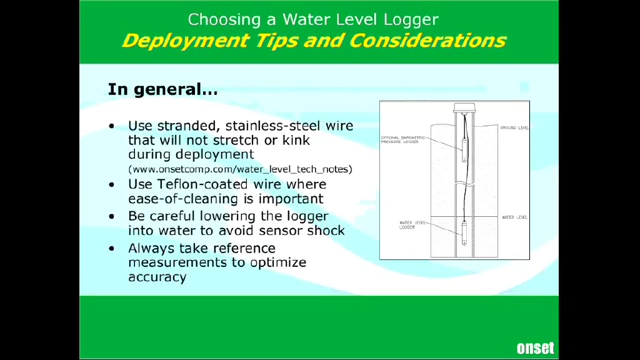 Choosing a Water Level Logger
Deployment Tips and Considerations
In general...
• Use stranded, stainless-steel wire
that will not stretch or kink
during deployment
(www.onsetcomp.com/water_level_tech_notes)
• Use Teflon-coated wire where
ease-of-cleaning is important
• Be careful lowering the logger
into water to avoid sensor shock
• Always take reference
measurements to optimize
accuracy
OPTIONAL BAROMETRIC
PRESSURE LOGGER
GROUND LEVEL
WATER LEVEL
LOGGER
WATER LEVEL
onset